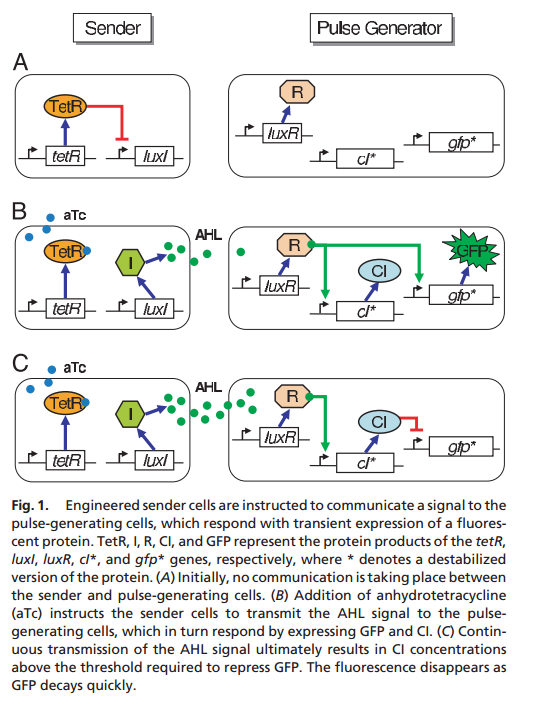 Sender
Pulse Generator
A
TetR
tetR
luxI
R
luxR
cI*
gfp*
B
aTc
TetR
I
AHL
tetR
luxI
R
luxR
CI
cI*
GFP
gfp*
C
aTc
TetR
I
AHL
tetR
luxI
R
luxR
CI
cI*
gfp*
Fig. 1. Engineered sender cells are instructed to communicate a signal to the
pulse-generating cells, which respond with transient expression of a fluores-
cent protein. TetR, I, R, CI, and GFP represent the protein products of the tetR,
luxI, luxR, cI*, and gfp* genes, respectively, where * denotes a destabilized
version of the protein. (A) Initially, no communication is taking place between
the sender and pulse-generating cells. (B) Addition of anhydrotetracycline
(aTc) instructs the sender cells to transmit the AHL signal to the pulse-
generating cells, which in turn respond by expressing GFP and CI. (C) Contin-
uous transmission of the AHL signal ultimately results in CI concentrations
above the threshold required to repress GFP. The fluorescence disappears as
GFP decays quickly.